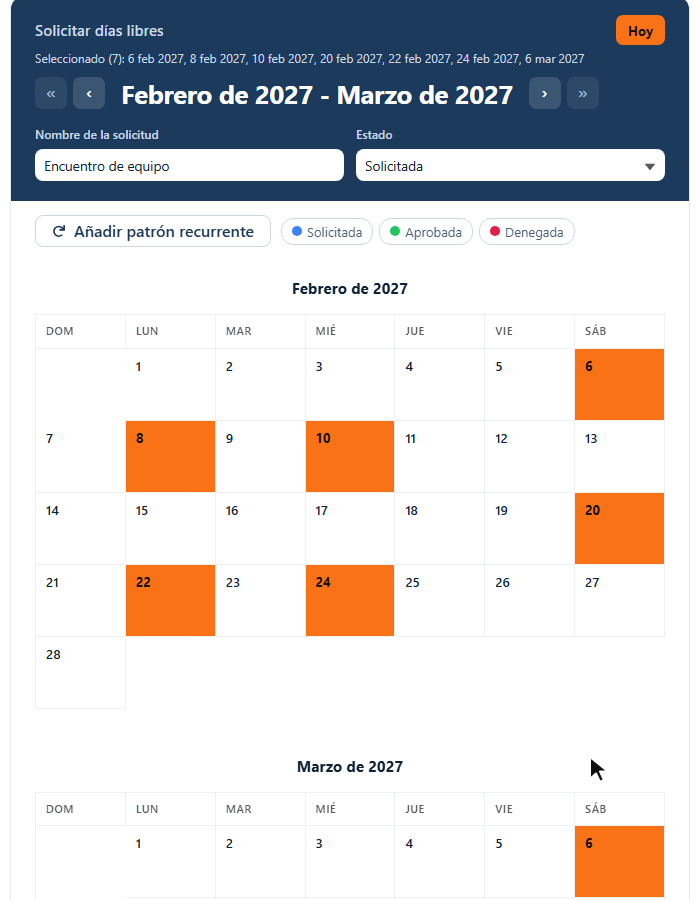 Solicitar días libres
Hoy
Seleccionado (7): 6 feb 2027, 8 feb 2027, 10 feb 2027, 20 feb 2027, 22 feb 2027, 24 feb 2027, 6 mar 2027
« ‹ Febrero de 2027 - Marzo de 2027 › »
Nombre de la solicitud Estado
Encuentro de equipo Solicitada
Añadir patrón recurrente Solicitada Aprobada Denegada
Febrero de 2027
DOM LUN MAR MIÉ JUE VIE SÁB
1 2 3 4 5 6
7 8 9 10 11 12 13
14 15 16 17 18 19 20
21 22 23 24 25 26 27
28
Marzo de 2027
DOM LUN MAR MIÉ JUE VIE SÁB
1 2 3 4 5 6